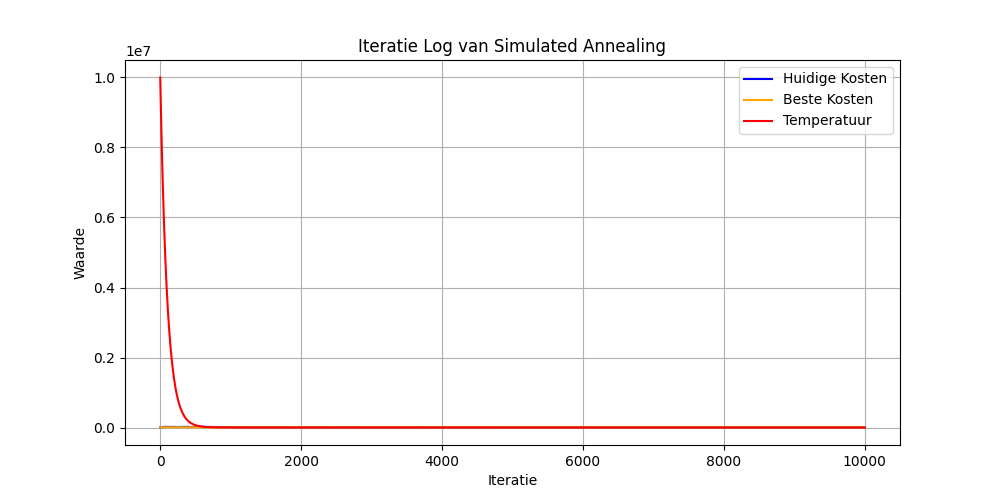 Iteratie Log van Simulated Annealing
1e7
Huidige Kosten
Beste Kosten
Temperatuur
1.0
0.8
0.6
0.4
0.2
0.0
Waarde
0 2000 4000 6000 8000 10000
Iteratie